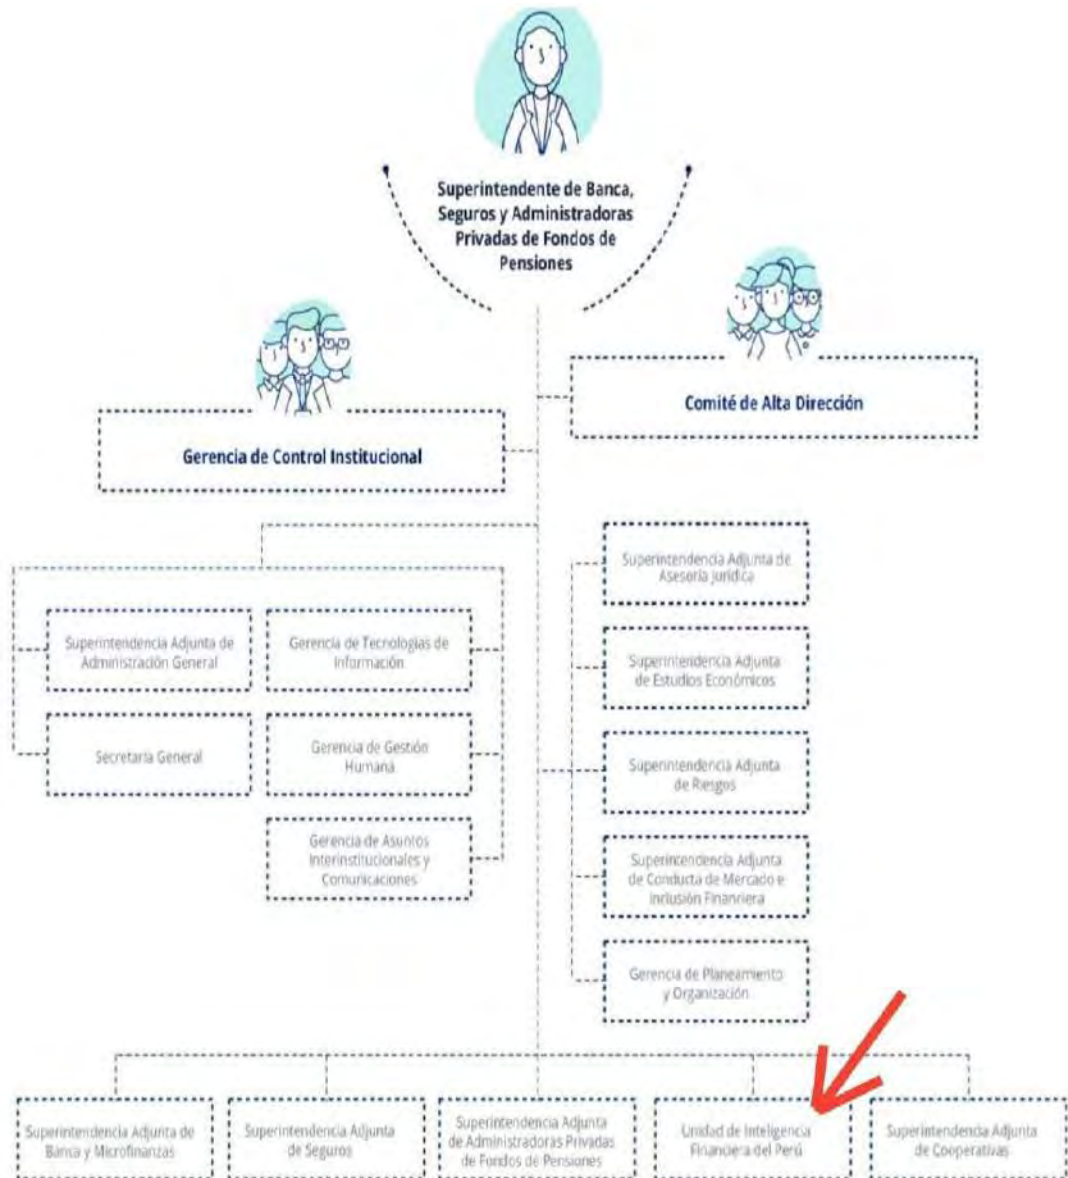 Superintendente de Banca,
Seguros y Administradoras
Privadas de Fondos de
Pensiones
Comité de Alta Dirección
Gerencia de Control Institucional
Superintendencia Adjunta de
Asesoría Jurídica
Superintendencia Adjunta de
Administración General
Gerencia de Tecnologías de
Información
Superintendencia Adjunta
de Estudios Económicos
Secretaría General
Gerencia de Gestión
Humana
Superintendencia Adjunta
de Riesgos
Gerencia de Asuntos
Interinstitucionales y
Comunicaciones
Superintendencia Adjunta
de Conducta de Mercado e
Inclusión Financiera
Gerencia de Planeamiento
y Organización
Superintendencia Adjunta de
Banca y Microfinanzas
Superintendencia Adjunta
de Seguros
Superintendencia Adjunta
de Administradoras Privadas
de Fondos de Pensiones
Unidad de Inteligencia
Financiera del Perú
Superintendencia Adjunta
de Cooperativas